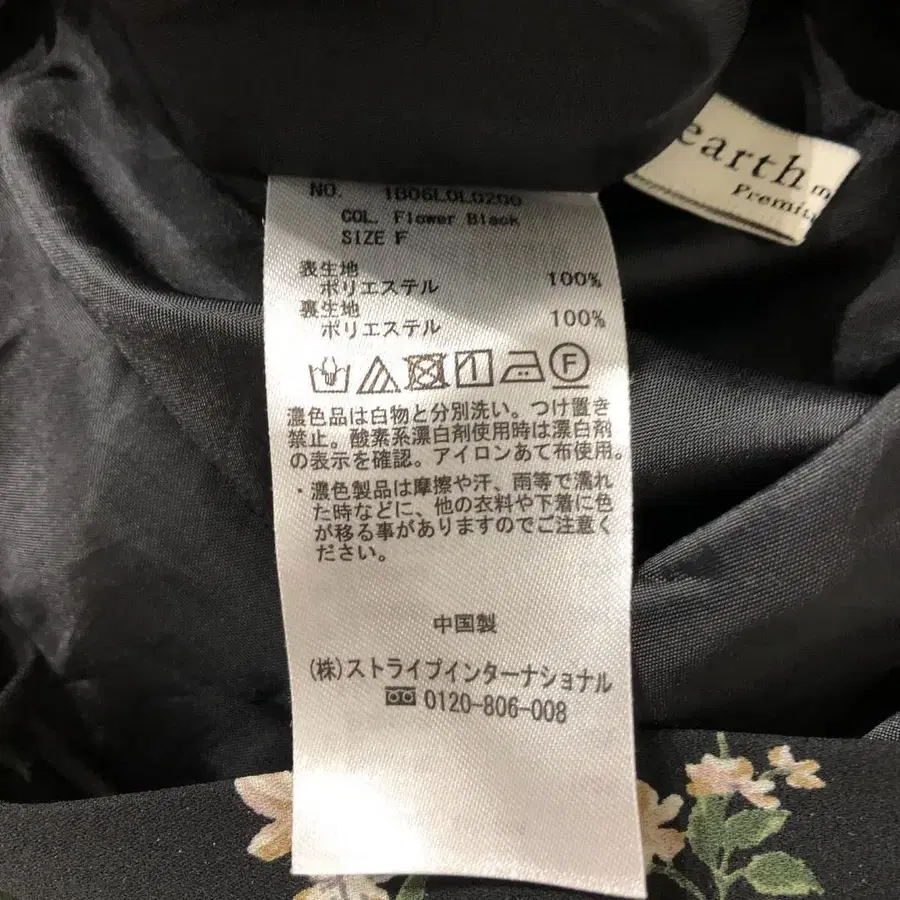 earth m
Premiu
NO. 1B06L0L0200
COL. Flower Black
SIZE F
表生地
ポリエステル 100%
裏生地
ポリエステル 100%
F
濃色品は白物と分別洗い。つけ置き
禁止。酸素系漂白剤使用時は漂白剤
の表示を確認。アイロンあて布使用。
・濃色製品は摩擦や汗、雨等で濡れ
た時などに、他の衣料や下着に色
が移る事がありますのでご注意く
ださい。
中国製
(株)ストライプインターナショナル
0120-806-008